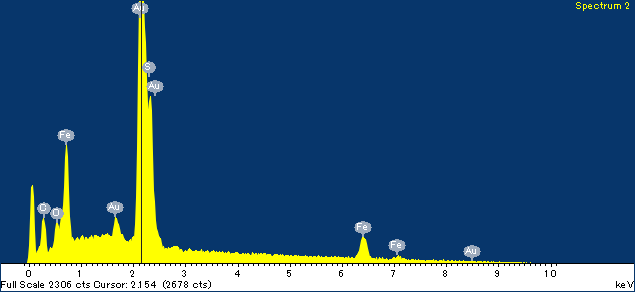 Spectrum 2
Au
S
Au
Fe
O
Au
Fe
Fe
Au
0 1 2 3 4 5 6 7 8 9 10
Full Scale 2306 cts Cursor: 2.154 (2678 cts) keV